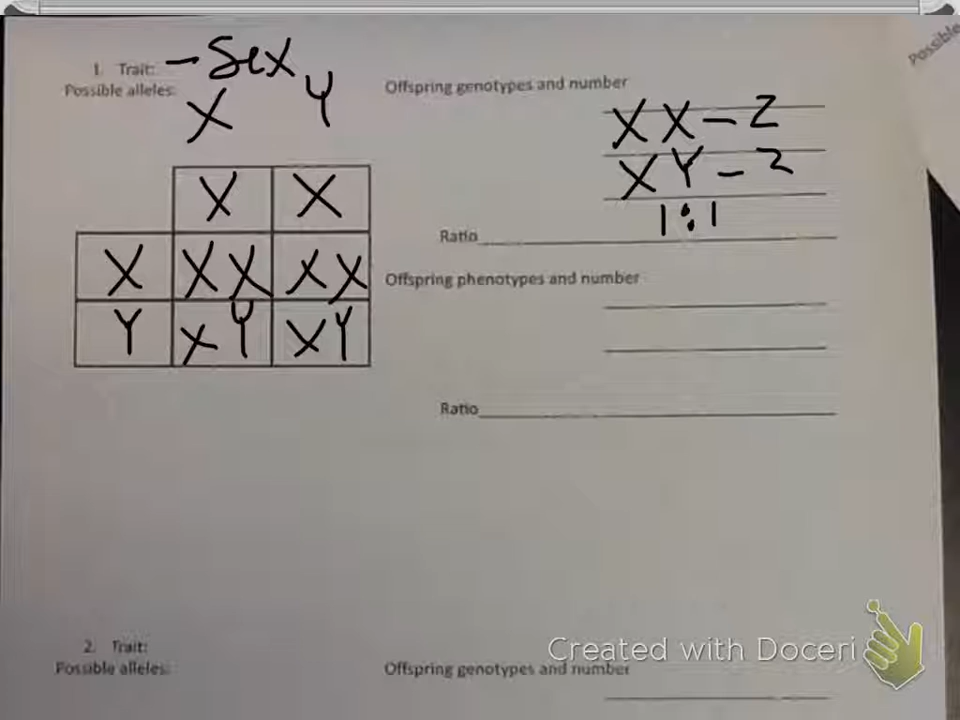 1. Trait: - Sex
Possible alleles: X Y
Offspring genotypes and number
XX - 2
XY - 2
Ratio 1:1
X X
X XX XX
Y XY XY
Offspring phenotypes and number
Ratio
2. Trait:
Possible alleles:
Offspring genotypes and number
Possible
Created with Doceri